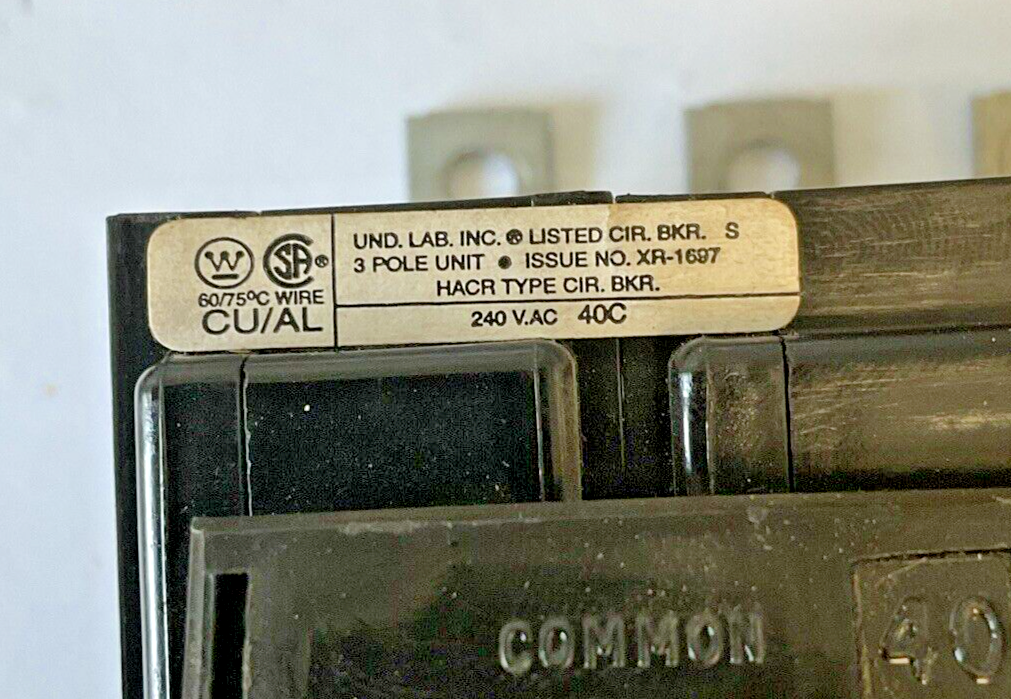 W SA®
60/75°C WIRE
CU/AL
UND. LAB. INC.® LISTED CIR. BKR. S
3 POLE UNIT • ISSUE NO. XR-1697
HACR TYPE CIR. BKR.
240 V.AC 40C
COMMON 40